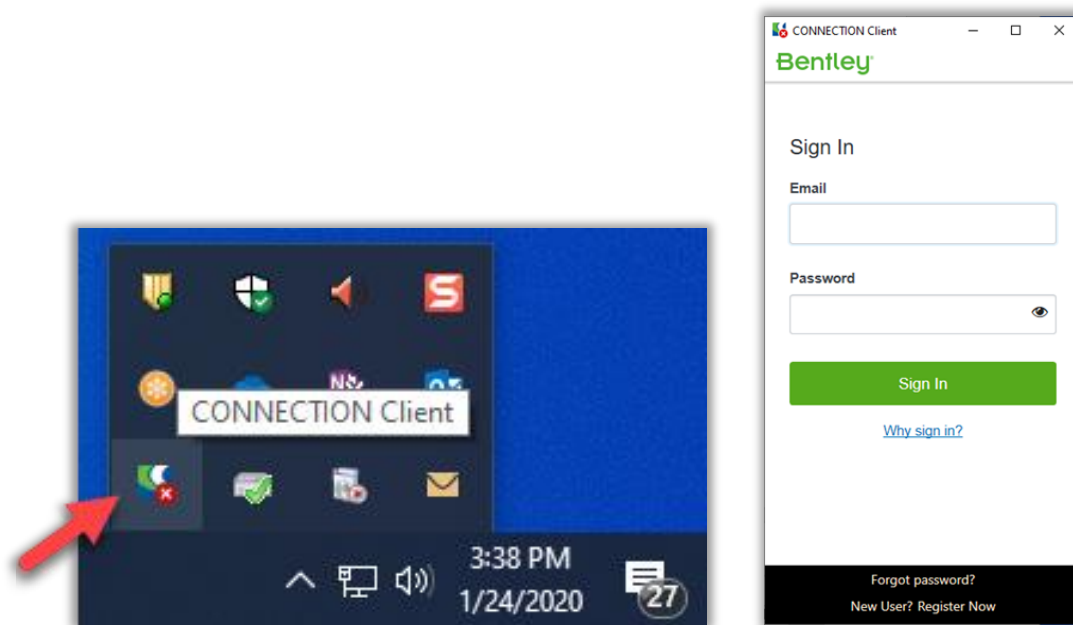 CONNECTION Client
3:38 PM
1/24/2020
27
CONNECTION Client
Bentley
Sign In
Email
Password
Sign In
Why sign in?
Forgot password?
New User? Register Now